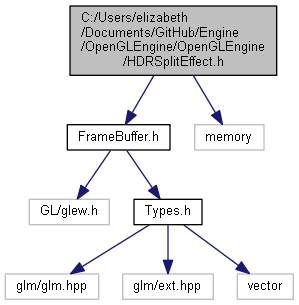 C:/Users/elizabeth
/Documents/GitHub/Engine
/OpenGLEngine/OpenGLEngine
/HDRSplitEffect.h
FrameBuffer.h
memory
GL/glew.h
Types.h
glm/glm.hpp
glm/ext.hpp
vector